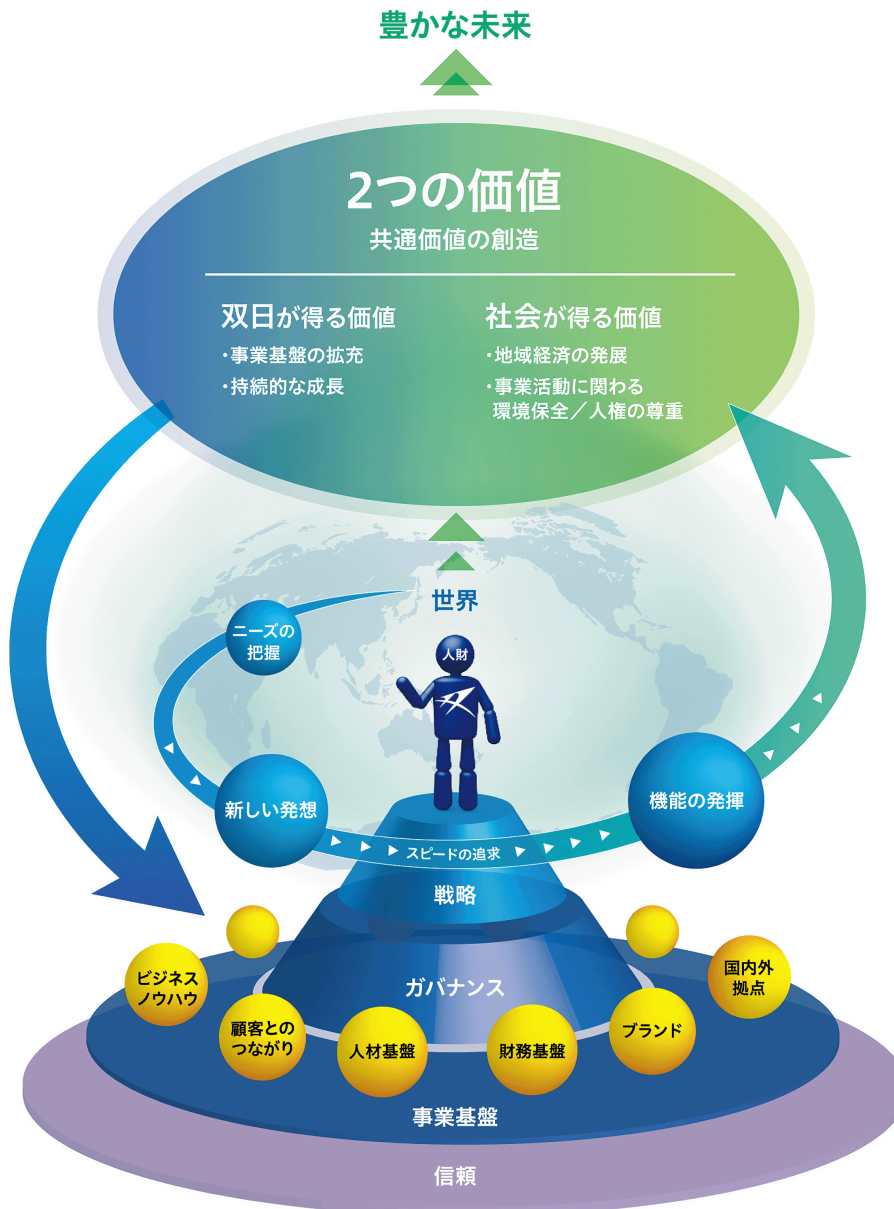 豊かな未来
2つの価値
共通価値の創造
双日が得る価値
・事業基盤の拡充
・持続的な成長
社会が得る価値
・地域経済の発展
・事業活動に関わる
環境保全／人権の尊重
世界
ニーズの
把握
人財
新しい発想
機能の発揮
スピードの追求
戦略
ガバナンス
ビジネス
ノウハウ
顧客との
つながり
人材基盤
財務基盤
ブランド
国内外
拠点
事業基盤
信頼